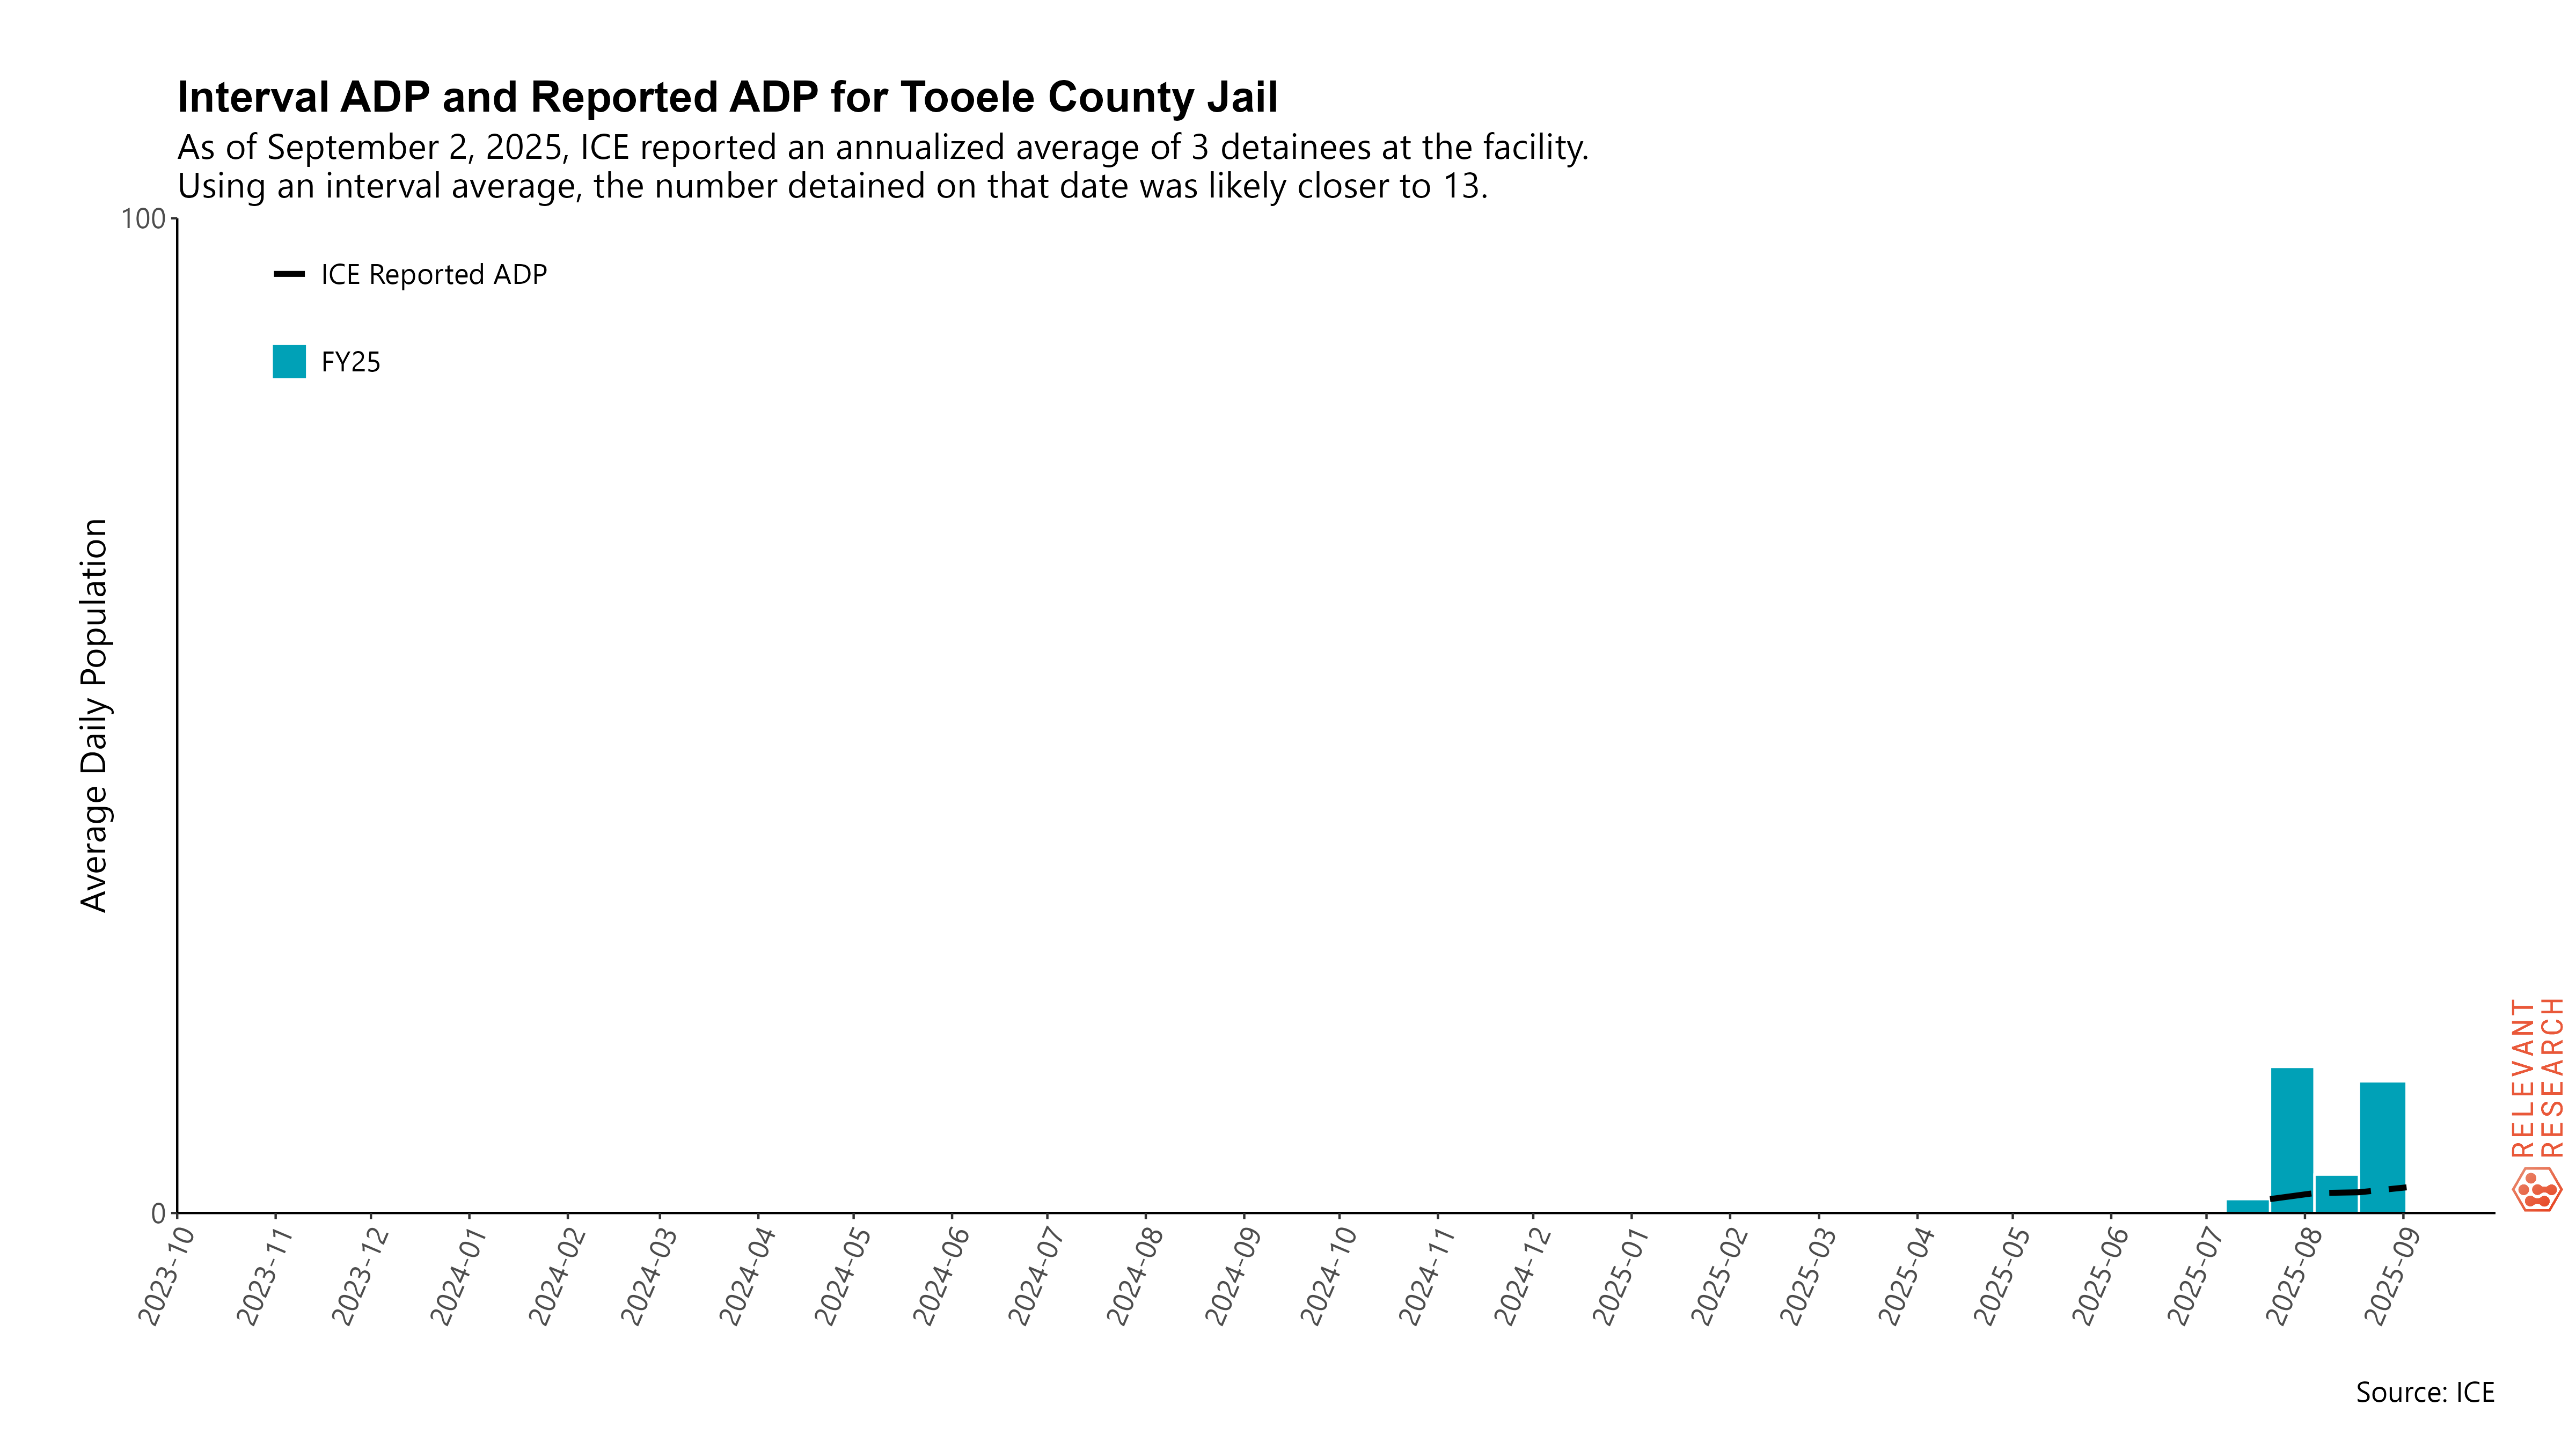 Interval ADP and Reported ADP for Tooele County Jail
As of September 2, 2025, ICE reported an annualized average of 3 detainees at the facility.
Using an interval average, the number detained on that date was likely closer to 13.
100
ICE Reported ADP
FY25
Average Daily Population
0
2023-10
2023-11
2023-12
2024-01
2024-02
2024-03
2024-04
2024-05
2024-06
2024-07
2024-08
2024-09
2024-10
2024-11
2024-12
2025-01
2025-02
2025-03
2025-04
2025-05
2025-06
2025-07
2025-08
2025-09
RELEVANT
RESEARCH
Source: ICE